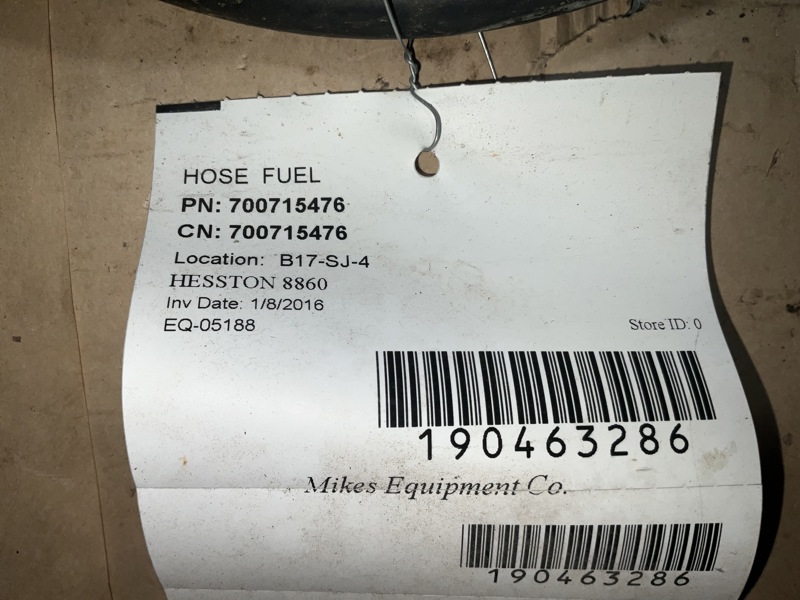 HOSE FUEL
PN: 700715476
CN: 700715476
Location: B17-SJ-4
HESSTON 8860
Inv Date: 1/8/2016
EQ-05188
Store ID: 0
190463286
Mikes Equipment Co.
190463286